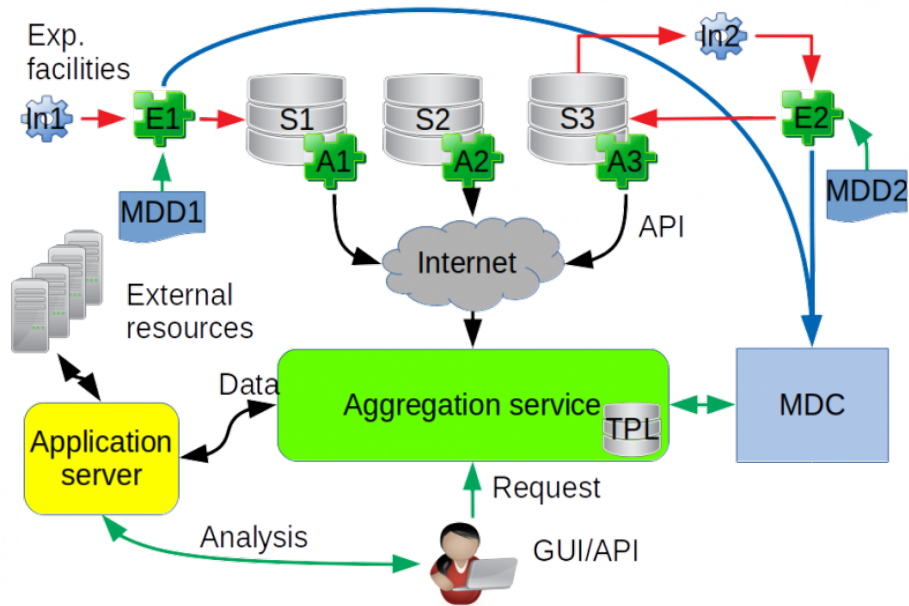 Exp.
facilities
In1
E1
S1
S2
S3
In2
E2
A1
A2
A3
MDD1
MDD2
API
Internet
External
resources
Data
Aggregation service
TPL
MDC
Application
server
Request
Analysis
GUI/API